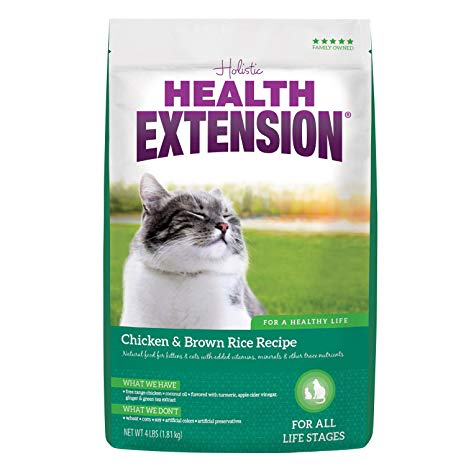 ★★★★★
FAMILY OWNED
Holistic
HEALTH
EXTENSION®
FOR A HEALTHY LIFE
Chicken & Brown Rice Recipe
Natural food for kittens & cats with added vitamins, minerals & other trace nutrients
WHAT WE HAVE
• free range chicken • coconut oil • flavored with turmeric, apple cider vinegar,
ginger & green tea extract
WHAT WE DON'T
• wheat • corn • soy • artificial colors • artificial preservatives
NET WT 4 LBS (1.81 kg)
FOR ALL
LIFE STAGES